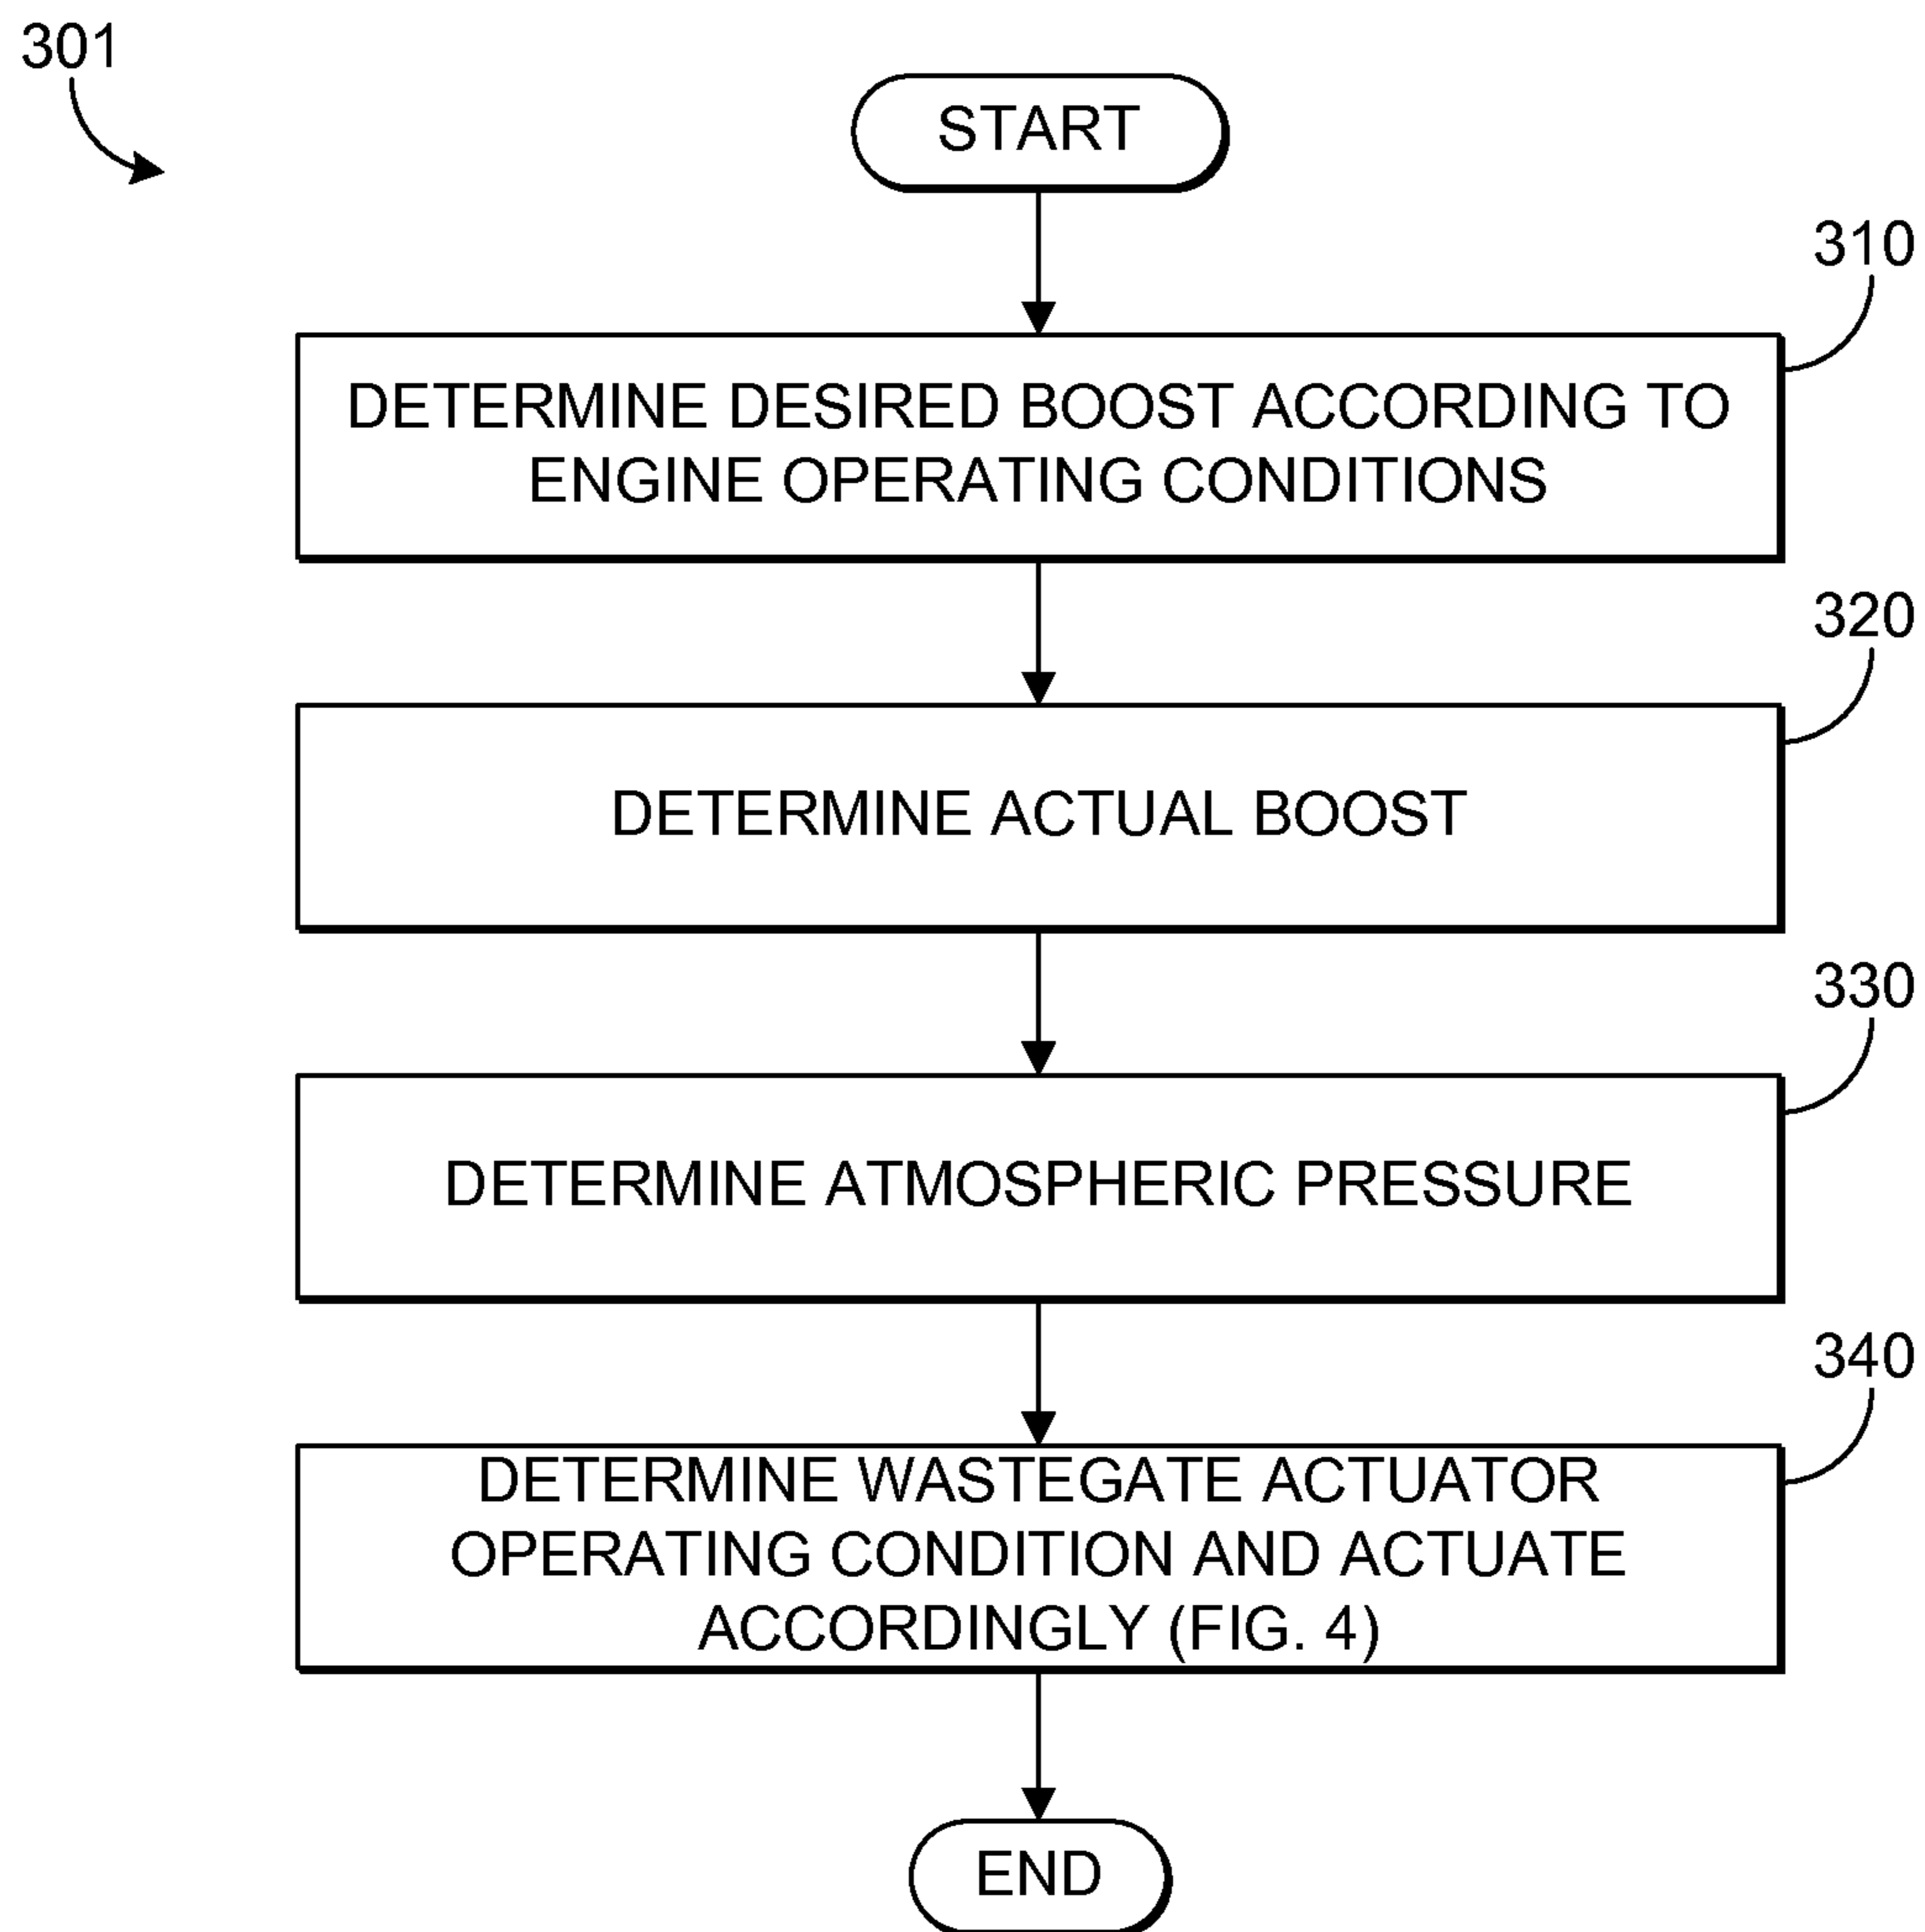 301
START
310
DETERMINE DESIRED BOOST ACCORDING TO
ENGINE OPERATING CONDITIONS
320
DETERMINE ACTUAL BOOST
330
DETERMINE ATMOSPHERIC PRESSURE
340
DETERMINE WASTEGATE ACTUATOR
OPERATING CONDITION AND ACTUATE
ACCORDINGLY (FIG. 4)
END